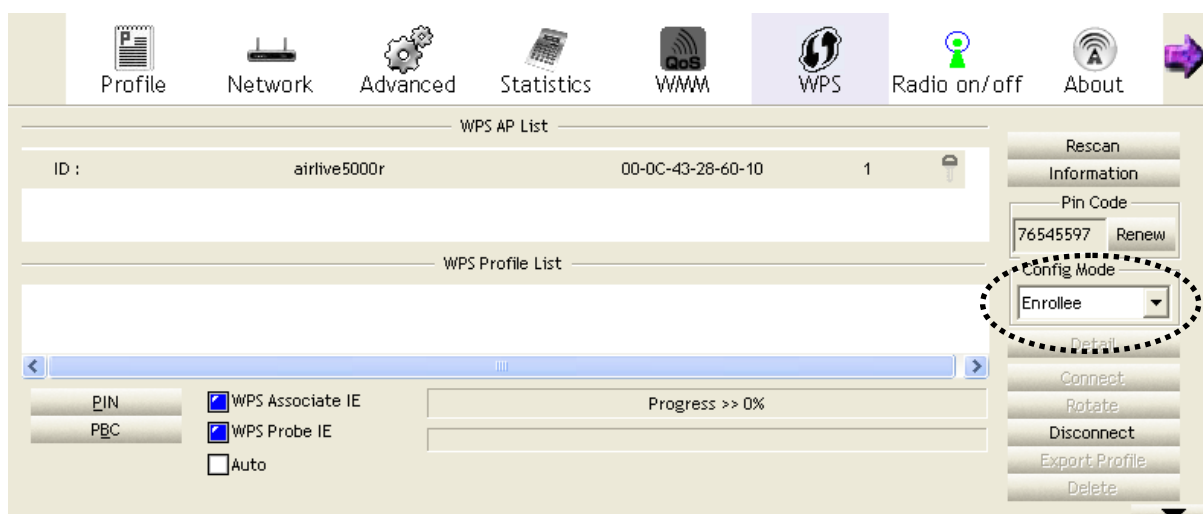 P=
QoS
Profile Network Advanced Statistics WMM WPS Radio on/off About
WPS AP List
ID : airlive5000r 00-0C-43-28-60-10 1
WPS Profile List
PIN
PBC
WPS Associate IE
WPS Probe IE
Auto
Progress >> 0%
Rescan
Information
Pin Code
76545597 Renew
Config Mode
Enrollee
Detail
Connect
Rotate
Disconnect
Export Profile
Delete